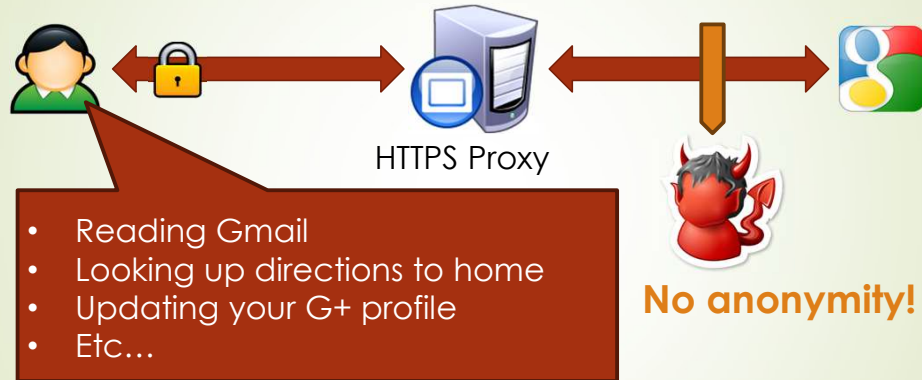 HTTPS Proxy
• Reading Gmail
• Looking up directions to home
• Updating your G+ profile
• Etc…
No anonymity!